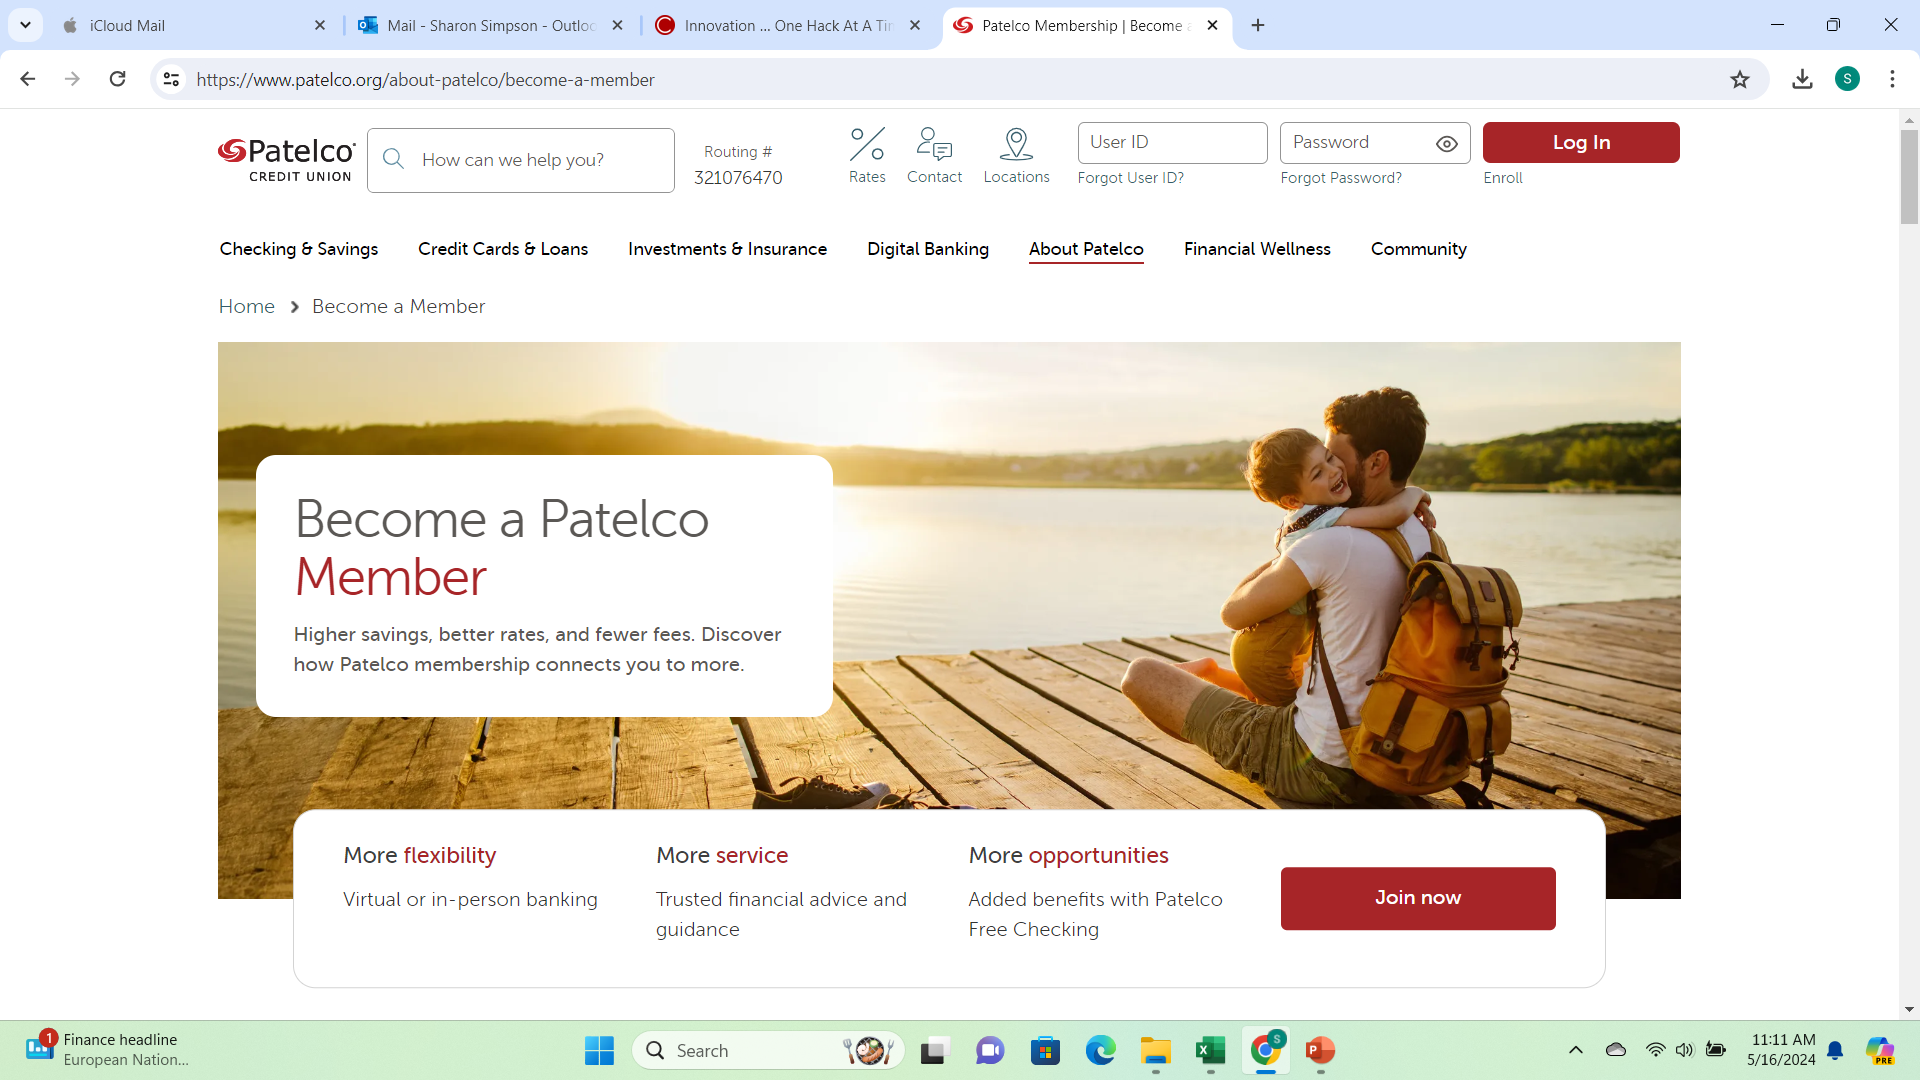 iCloud Mail
Mail - Sharon Simpson - Outloo
Innovation ... One Hack At A Tin
Patelco Membership | Become a
https://www.patelco.org/about-patelco/become-a-member
S
Patelco
CREDIT UNION
How can we help you?
Routing #
321076470
Rates
Contact
Locations
User ID
Forgot User ID?
Password
Forgot Password?
Log In
Enroll
Checking & Savings
Credit Cards & Loans
Investments & Insurance
Digital Banking
About Patelco
Financial Wellness
Community
Home
Become a Member
Become a Patelco
Member
Higher savings, better rates, and fewer fees. Discover
how Patelco membership connects you to more.
More flexibility
Virtual or in-person banking
More service
Trusted financial advice and
guidance
More opportunities
Added benefits with Patelco
Free Checking
Join now
1
Finance headline
European Nation...
Search
S
11:11 AM
5/16/2024
PRE